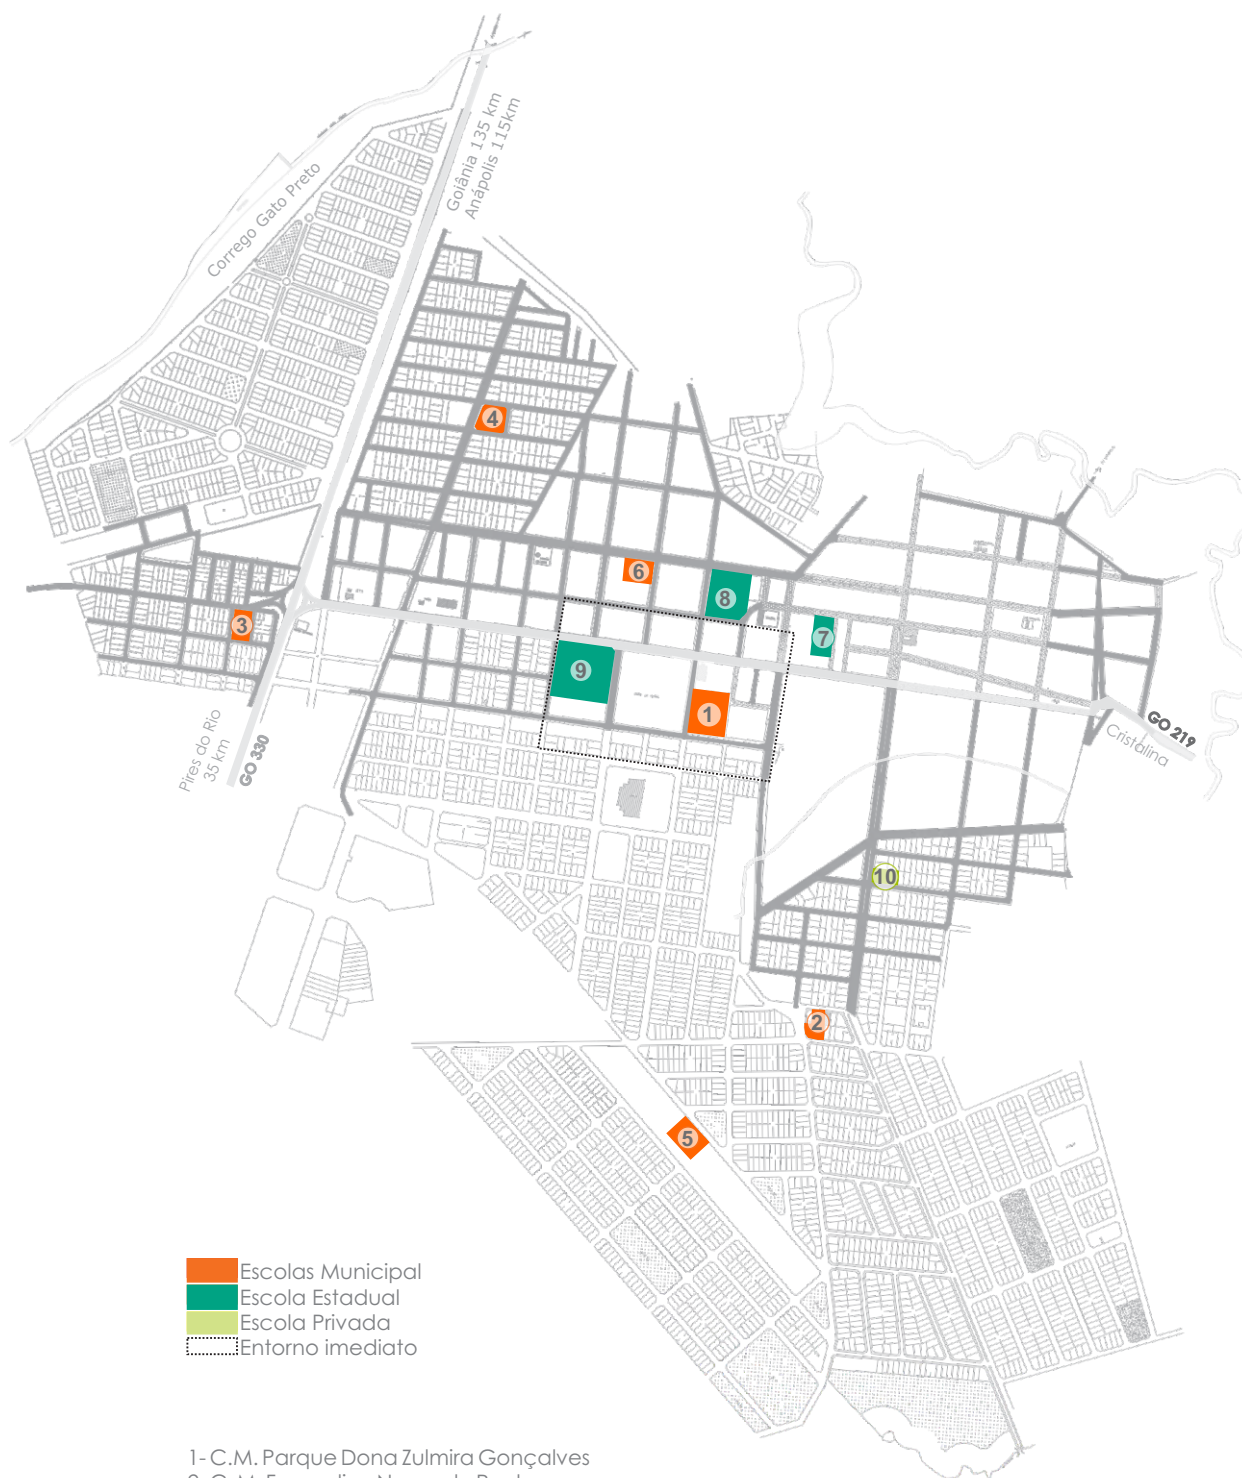 Goiânia 135 km
Anápolis 115km
Corrego Gato Preto
4
6
8
7
3
9
1
GO 219
Cristalina
Pires do Rio
35 km
GO 330
10
2
5
Escolas Municipal
Escola Estadual
Escola Privada
Entorno imediato
1- C.M. Parque Dona Zulmira Gonçalves